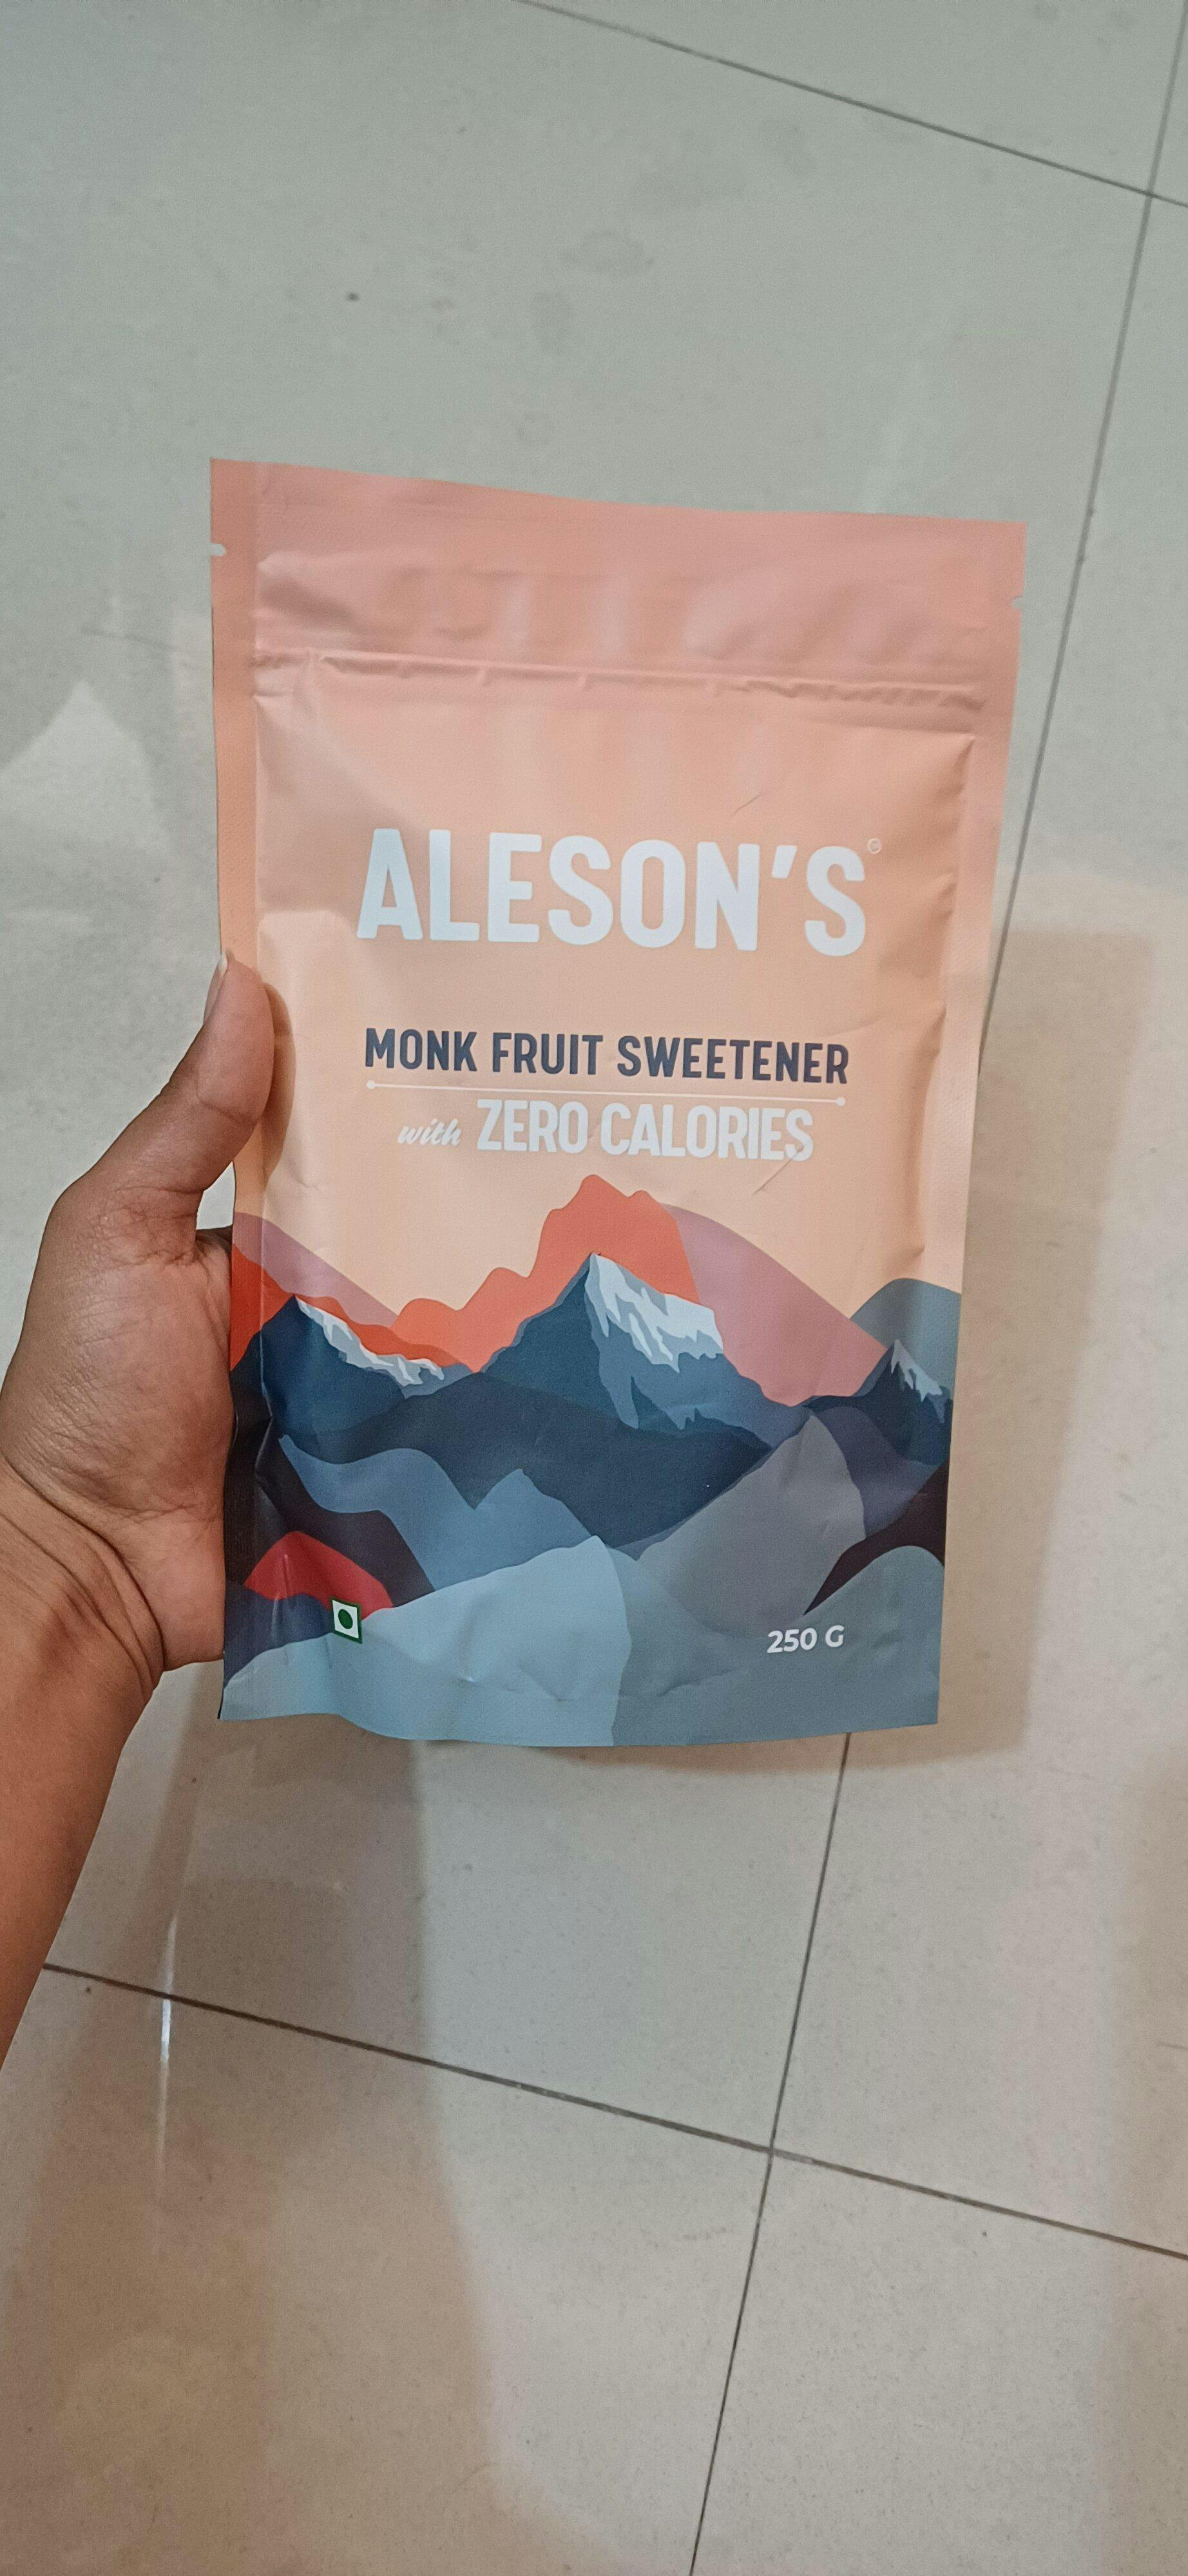 ALESON'S
MONK FRUIT SWEETENER
with ZERO CALORIES
250 G